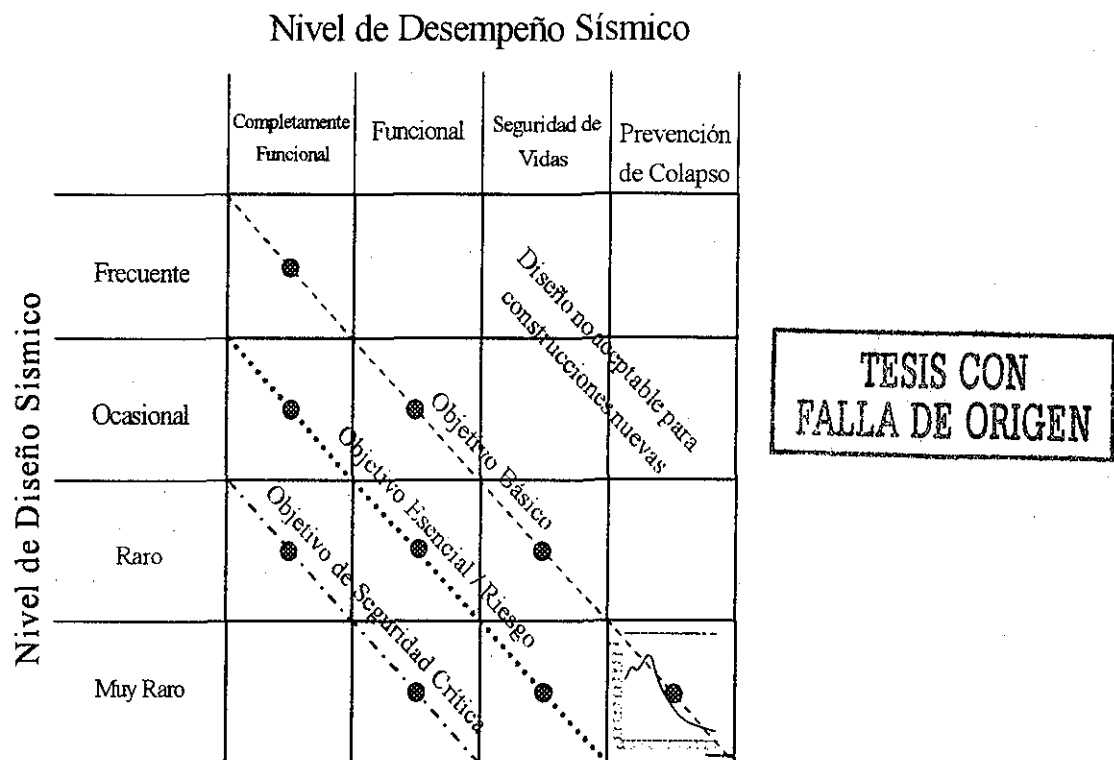 Nivel de Desempeño Sísmico
Completamente
Funcional
Funcional
Seguridad de
Vidas
Prevención
de Colapso
Nivel de Diseño Sísmico
Frecuente
Ocasional
Raro
Muy Raro
Diseño no aceptable para
construcciones nuevas
Objetivo Básico
Objetivo Esencial / Riesgo
Objetivo de Seguridad Crítica
TESIS CON
FALLA DE ORIGEN